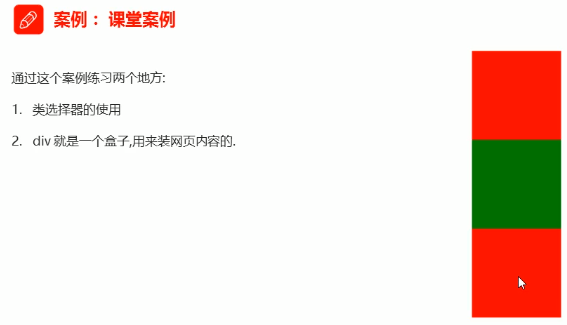 案例：课堂案例
通过这个案例练习两个地方:
1. 类选择器的使用
2. div 就是一个盒子,用来装网页内容的.